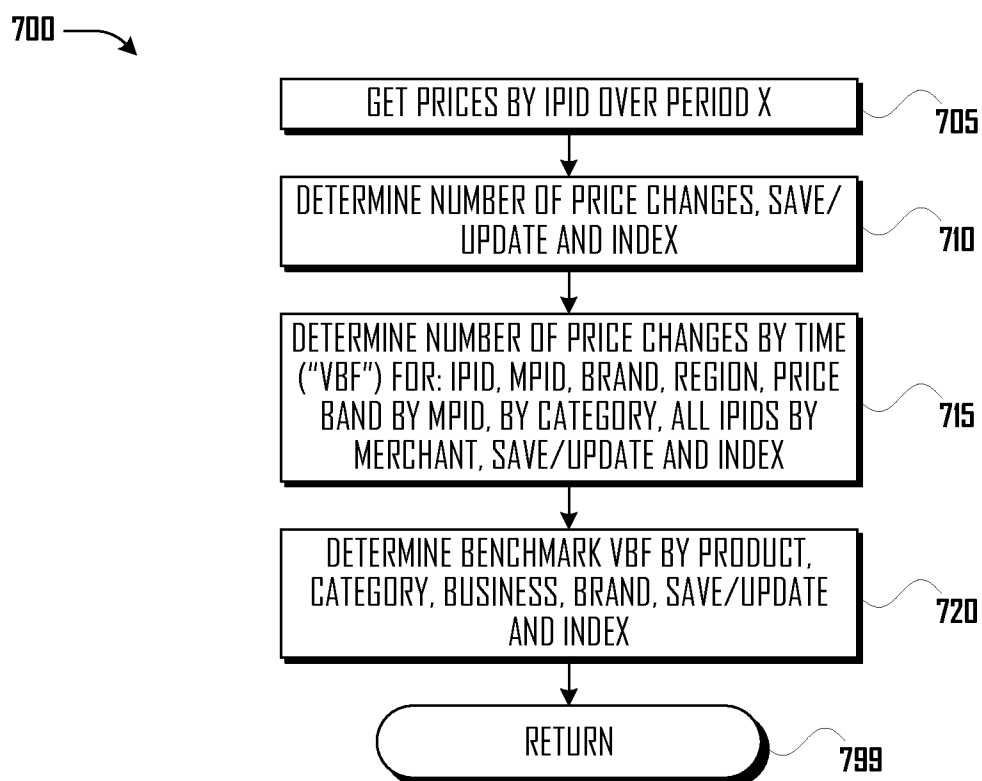 700
GET PRICES BY IPID OVER PERIOD X
705
DETERMINE NUMBER OF PRICE CHANGES, SAVE/
UPDATE AND INDEX
710
DETERMINE NUMBER OF PRICE CHANGES BY TIME
(“VBF”) FOR: IPID, MPID, BRAND, REGION, PRICE
BAND BY MPID, BY CATEGORY, ALL IPIDS BY
MERCHANT, SAVE/UPDATE AND INDEX
715
DETERMINE BENCHMARK VBF BY PRODUCT,
CATEGORY, BUSINESS, BRAND, SAVE/UPDATE
AND INDEX
720
RETURN
799